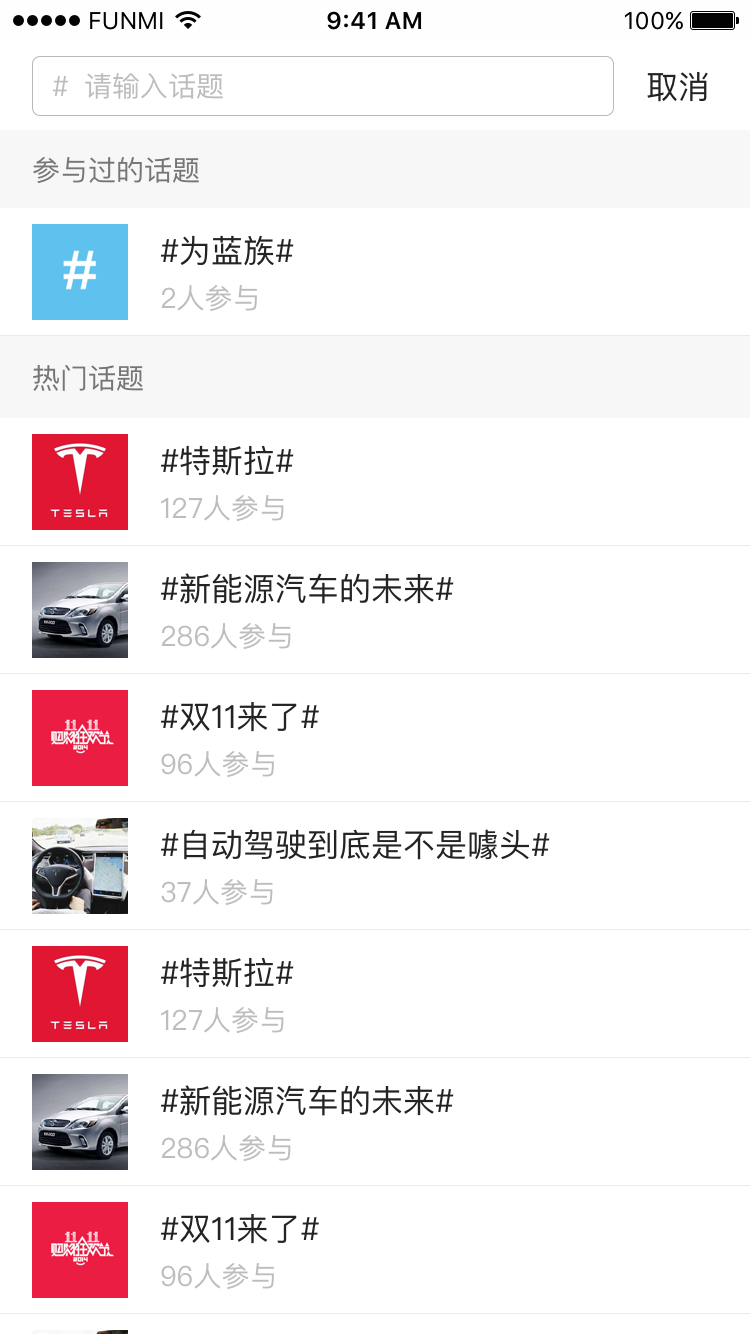 FUNMI 9:41 AM 100%
# 请输入话题 取消
参与过的话题
#
#为蓝族#
2人参与
热门话题
TESLA
#特斯拉#
127人参与
#新能源汽车的未来#
286人参与
11 11
购物狂欢节
2014
#双11来了#
96人参与
#自动驾驶到底是不是噱头#
37人参与
TESLA
#特斯拉#
127人参与
#新能源汽车的未来#
286人参与
11 11
购物狂欢节
2014
#双11来了#
96人参与